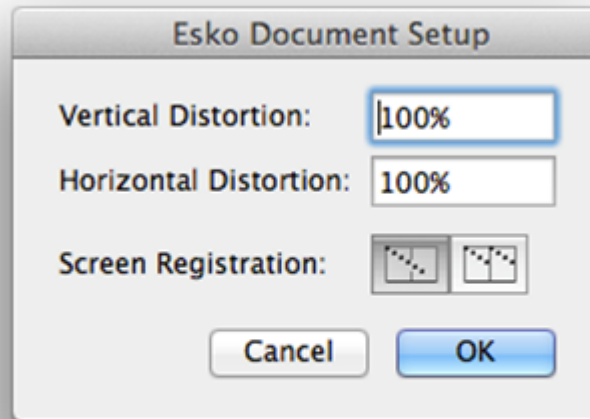 Esko Document Setup
Vertical Distortion: 100%
Horizontal Distortion: 100%
Screen Registration:
Cancel OK